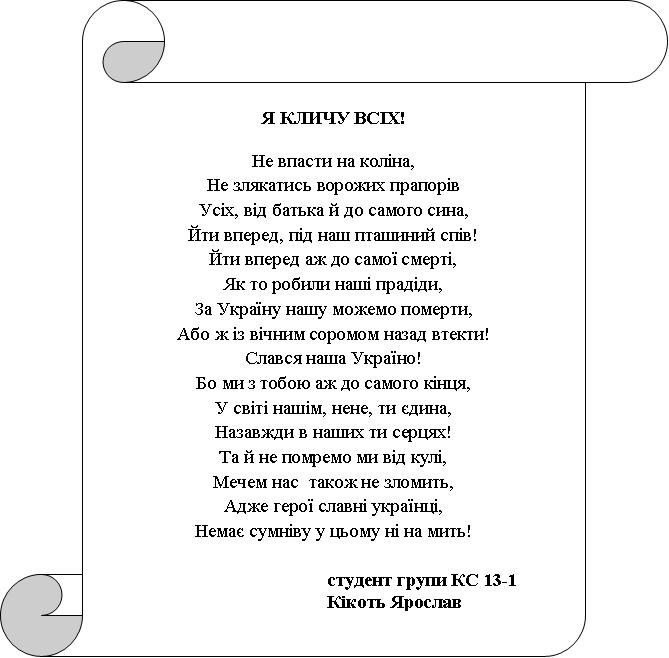 Я КЛИЧУ ВСІХ!
Не впасти на коліна,
Не злякатись ворожих прапорів
Усіх, від батька й до самого сина,
Йти вперед, під наш пташиний спів!
Йти вперед аж до самої смерті,
Як то робили наші прадіди,
За Україну нашу можемо померти,
Або ж із вічним соромом назад втекти!
Слався наша Україно!
Бо ми з тобою аж до самого кінця,
У світі нашім, нене, ти єдина,
Назавжди в наших ти серцях!
Та й не помремо ми від кулі,
Мечем нас  також не зломить,
Адже герої славні українці,
Немає сумніву у цьому ні на мить!
студент групи КС 13-1
Кікоть Ярослав